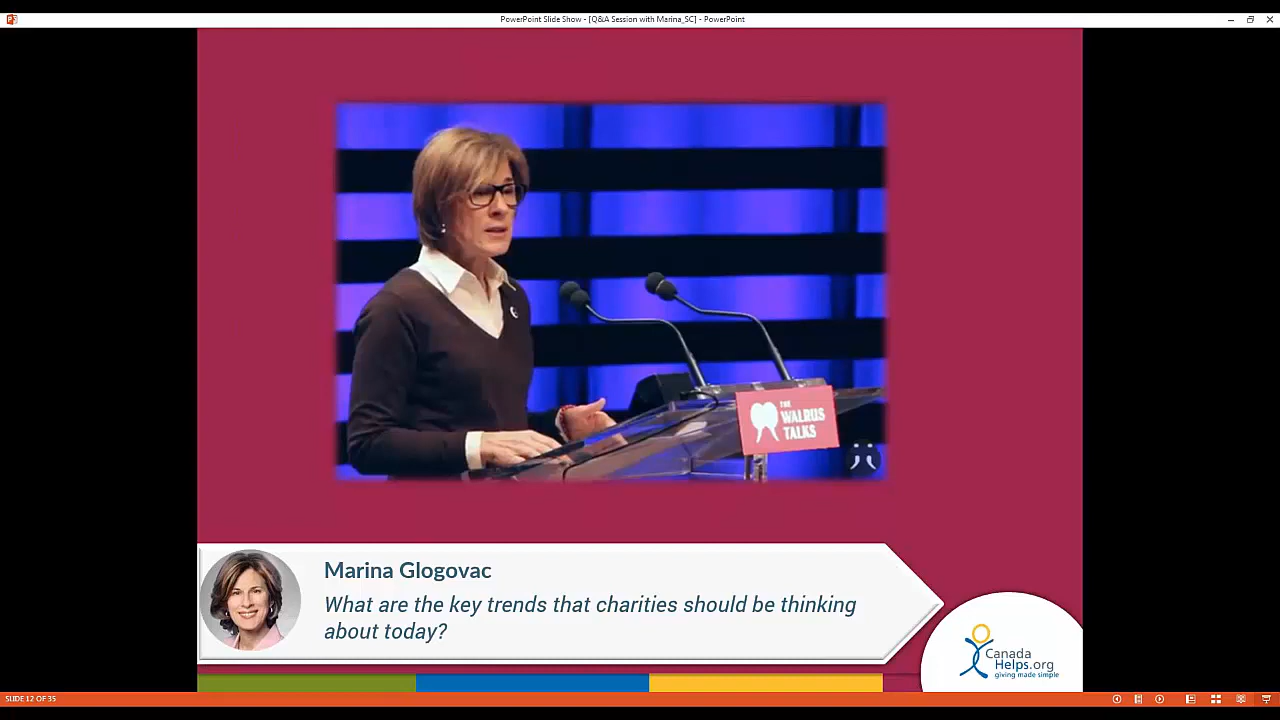 PowerPoint Slide Show - [Q&A Session with Marina_SC] - PowerPoint
THE
WALRUS
TALKS
Marina Glogovac
What are the key trends that charities should be thinking
about today?
Canada
Helps.org
giving made simple
SLIDE 12 OF 35